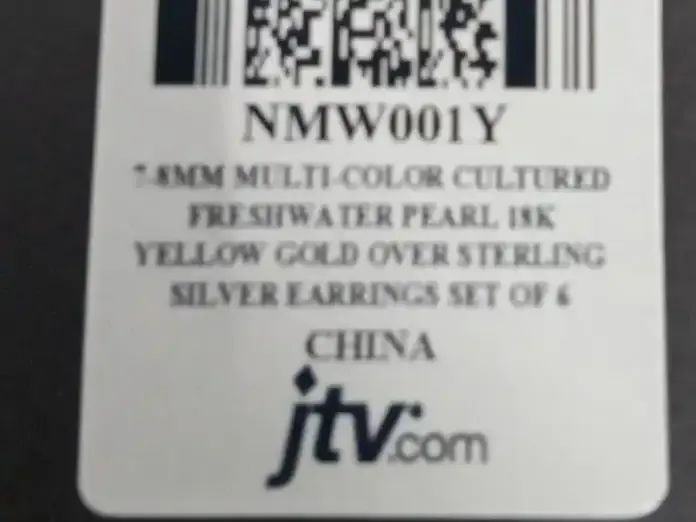 NMW001Y
7-8MM MULTI-COLOR CULTURED
FRESHWATER PEARL 18K
YELLOW GOLD OVER STERLING
SILVER EARRINGS SET OF 6
CHINA
jtv.com